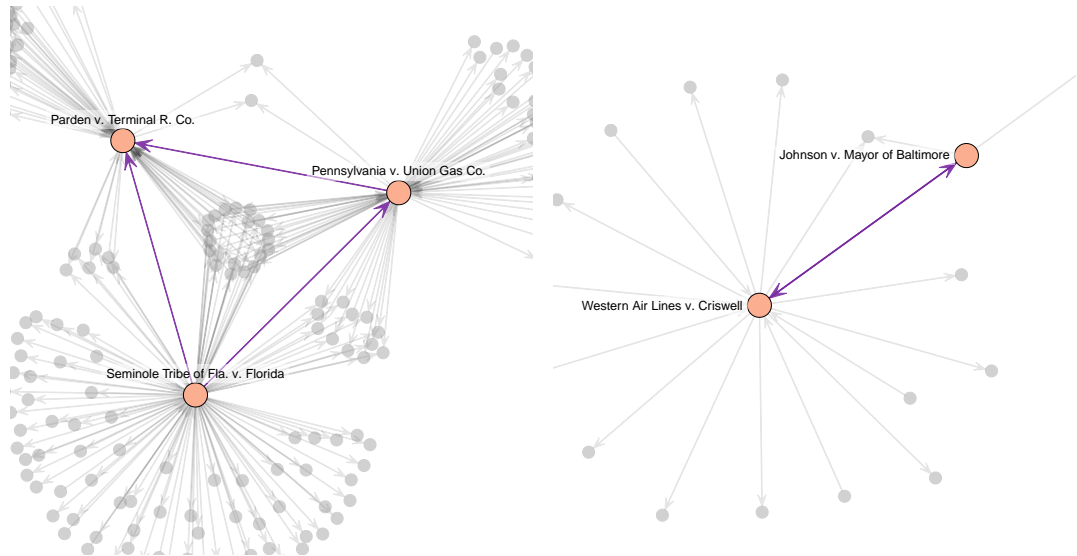 Parden v. Terminal R. Co.
Pennsylvania v. Union Gas Co.
Seminole Tribe of Fla. v. Florida
Johnson v. Mayor of Baltimore
Western Air Lines v. Criswell